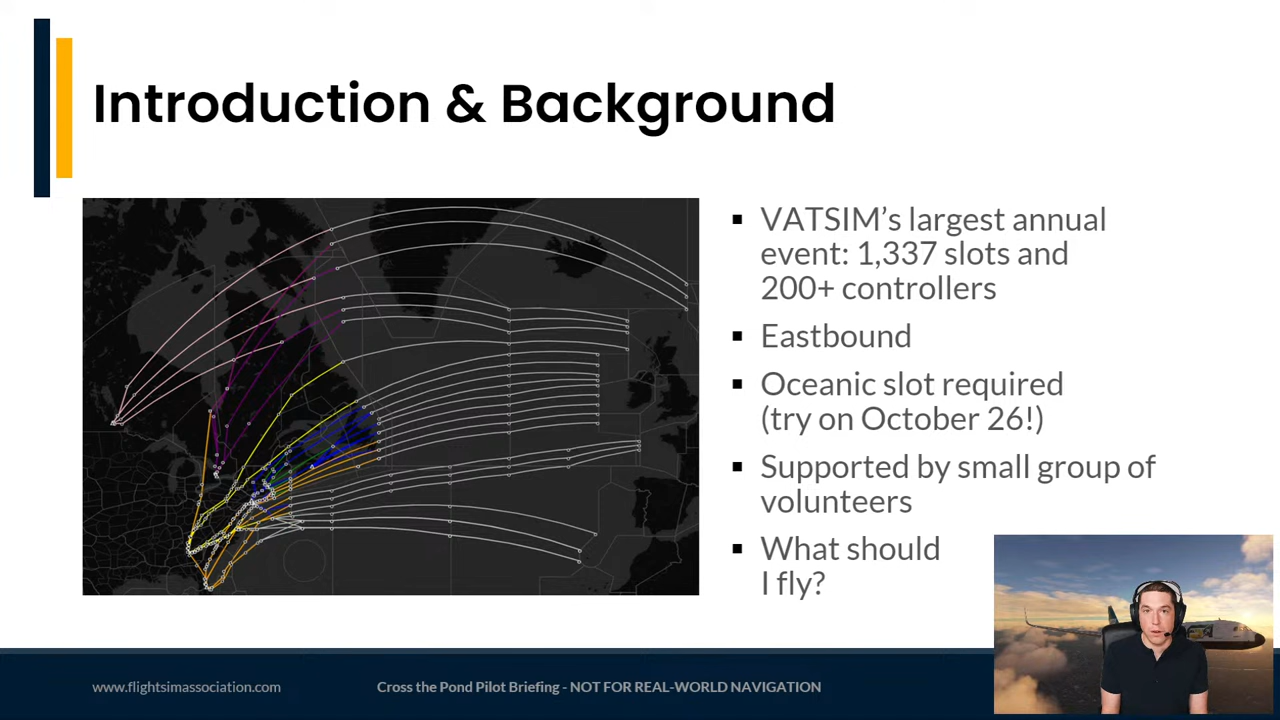 Introduction & Background
▪ VATSIM’s largest annual
event: 1,337 slots and
200+ controllers
▪ Eastbound
▪ Oceanic slot required
(try on October 26!)
▪ Supported by small group of
volunteers
▪ What should
I fly?
www.flightsimassociation.com
Cross the Pond Pilot Briefing - NOT FOR REAL-WORLD NAVIGATION